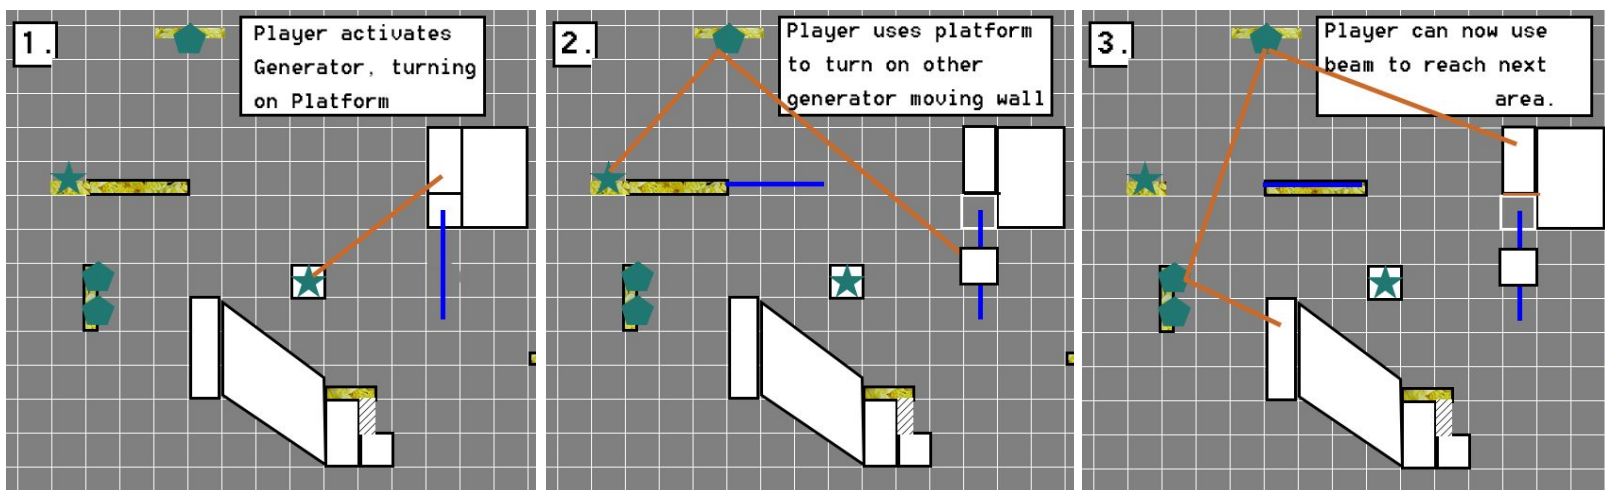 1.
Player activates
Generator, turning
on Platform
2.
Player uses platform
to turn on other
generator moving wall
3.
Player can now use
beam to reach next
area.